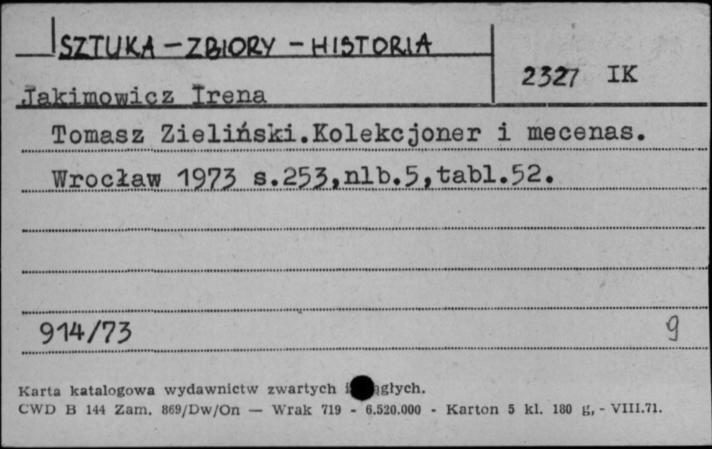 SZTUKA - ZBIORY - HISTORIA
2327 IK
Jakimowicz Irena
Tomasz Zieliński.Kolekcjoner i mecenas.
Wrocław 1973 s.253,nlb.5,tabl.52.
914/73 9
Karta katalogowa wydawnictw zwartych głych.
CWD B 144 Zam. 869/Dw/On — Wrak 719 - 6.520.000 - Karton 5 kl. 180 g, - VIII.71.